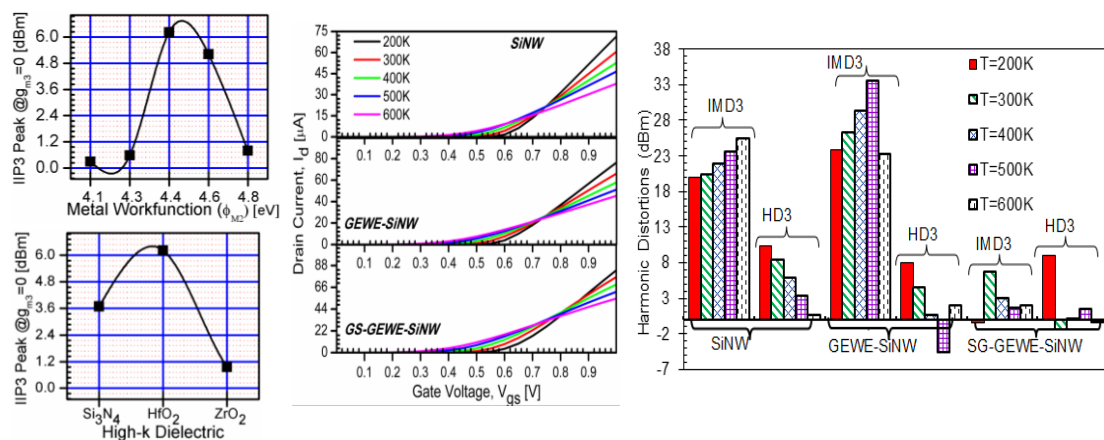 IIP3 Peak @gm3=0 [dBm]
6.0
4.8
3.6
2.4
1.2
0.0
4.1 4.3 4.4 4.6 4.8
Metal Workfunction (ϕM2) [eV]
IIP3 Peak @gm3=0 [dBm]
6.0
4.8
3.6
2.4
1.2
0.0
Si3N4 HfO2 ZrO2
High-k Dielectric
Drain Current, Id [μA]
75
60
45
30
15
0
SiNW
200K
300K
400K
500K
600K
0.1 0.2 0.3 0.4 0.5 0.6 0.7 0.8 0.9
80
60
40
20
0
GEWE-SiNW
0.1 0.2 0.3 0.4 0.5 0.6 0.7 0.8 0.9
88
66
44
22
0
GS-GEWE-SiNW
0.1 0.2 0.3 0.4 0.5 0.6 0.7 0.8 0.9
Gate Voltage, Vgs [V]
Harmonic Distortions (dBm)
38
33
28
23
18
13
8
3
-2
-7
IMD3
HD3
IMD3
HD3
IMD3
HD3
T=200K
T=300K
T=400K
T=500K
T=600K
SiNW
GEWE-SiNW
SG-GEWE-SiNW